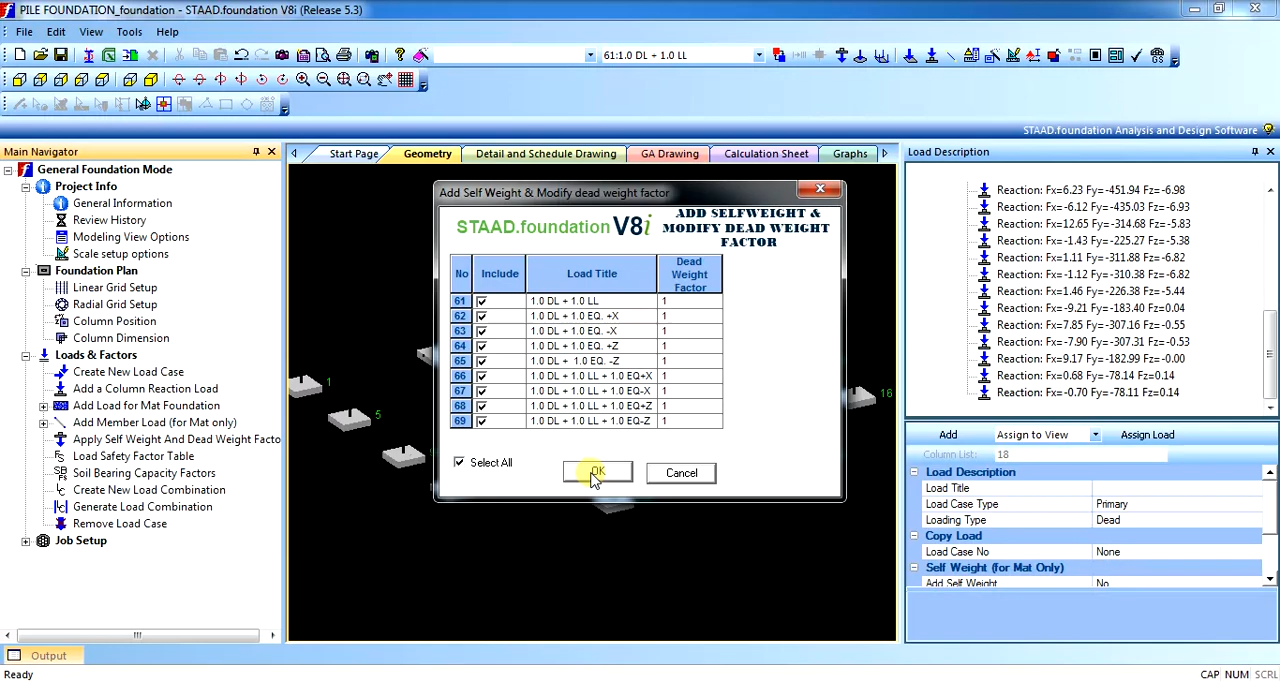 PILE FOUNDATION_foundation - STAAD.foundation V8i (Release 5.3)
File Edit View Tools Help
61:1.0 DL + 1.0 LL
STAAD.foundation Analysis and Design Software
Main Navigator
General Foundation Mode
Project Info
General Information
Review History
Modeling View Options
Scale setup options
Foundation Plan
Linear Grid Setup
Radial Grid Setup
Column Position
Column Dimension
Loads & Factors
Create New Load Case
Add a Column Reaction Load
Add Load for Mat Foundation
Add Member Load (for Mat only)
Apply Self Weight And Dead Weight Facto
Load Safety Factor Table
Soil Bearing Capacity Factors
Create New Load Combination
Generate Load Combination
Remove Load Case
Job Setup
Start Page Geometry Detail and Schedule Drawing GA Drawing Calculation Sheet Graphs
1
5
16
Add Self Weight & Modify dead weight factor
STAAD.foundation V8i
ADD SELFWEIGHT &
MODIFY DEAD WEIGHT
FACTOR
No Include Load Title Dead Weight Factor
61 1.0 DL + 1.0 LL 1
62 1.0 DL + 1.0 EQ. +X 1
63 1.0 DL + 1.0 EQ. -X 1
64 1.0 DL + 1.0 EQ. +Z 1
65 1.0 DL + 1.0 EQ. -Z 1
66 1.0 DL + 1.0 LL + 1.0 EQ+X 1
67 1.0 DL + 1.0 LL + 1.0 EQ-X 1
68 1.0 DL + 1.0 LL + 1.0 EQ+Z 1
69 1.0 DL + 1.0 LL + 1.0 EQ-Z 1
Select All OK Cancel
Load Description
Reaction: Fx=6.23 Fy=-451.94 Fz=-6.98
Reaction: Fx=-6.12 Fy=-435.03 Fz=-6.93
Reaction: Fx=12.65 Fy=-314.68 Fz=-5.83
Reaction: Fx=-1.43 Fy=-225.27 Fz=-5.38
Reaction: Fx=1.11 Fy=-311.88 Fz=-6.82
Reaction: Fx=-1.12 Fy=-310.38 Fz=-6.82
Reaction: Fx=1.46 Fy=-226.38 Fz=-5.44
Reaction: Fx=-9.21 Fy=-183.40 Fz=0.04
Reaction: Fx=7.85 Fy=-307.16 Fz=-0.55
Reaction: Fx=-7.90 Fy=-307.31 Fz=-0.53
Reaction: Fx=9.17 Fy=-182.99 Fz=-0.00
Reaction: Fx=0.68 Fy=-78.14 Fz=0.14
Reaction: Fx=-0.70 Fy=-78.11 Fz=0.14
Add Assign to View Assign Load
Column List: 18
Load Description
Load Title
Load Case Type Primary
Loading Type Dead
Copy Load
Load Case No None
Self Weight (for Mat Only)
Add Self Weight No
Output
Ready
CAP NUM SCRL